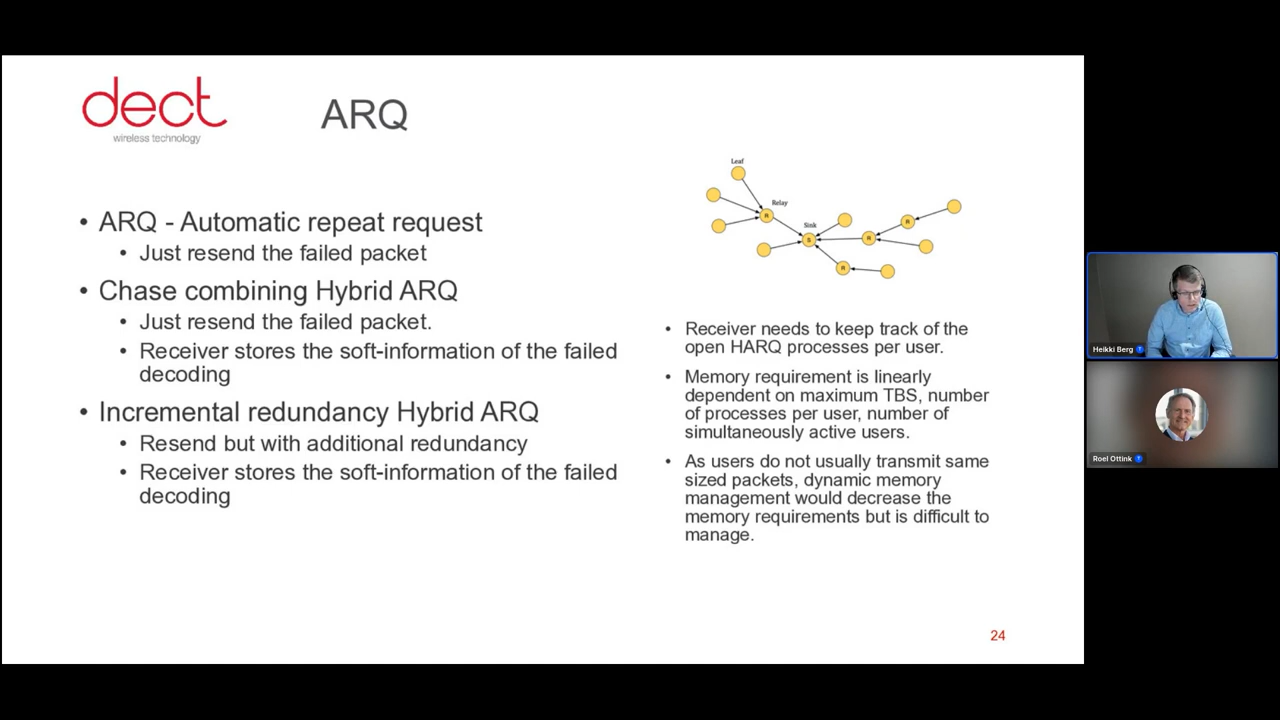 dect
wireless technology
ARQ
• ARQ - Automatic repeat request
• Just resend the failed packet
• Chase combining Hybrid ARQ
• Just resend the failed packet.
• Receiver stores the soft-information of the failed
decoding
• Incremental redundancy Hybrid ARQ
• Resend but with additional redundancy
• Receiver stores the soft-information of the failed
decoding
Leaf
Relay
R
Sink
S
R
R
R
• Receiver needs to keep track of the
open HARQ processes per user.
• Memory requirement is linearly
dependent on maximum TBS, number
of processes per user, number of
simultaneously active users.
• As users do not usually transmit same
sized packets, dynamic memory
management would decrease the
memory requirements but is difficult to
manage.
24
Heikki Berg
Roel Ottink